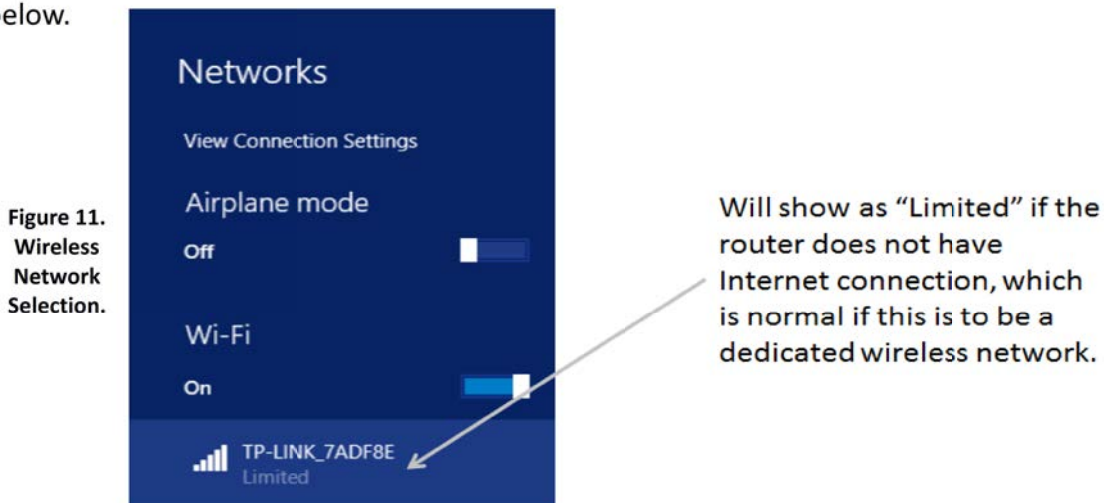 elow.
Networks
View Connection Settings
Airplane mode
Off
Wi-Fi
On
TP-LINK_7ADF8E
Limited
Figure 11.
Wireless
Network
Selection.
Will show as “Limited” if the
router does not have
Internet connection, which
is normal if this is to be a
dedicated wireless network.